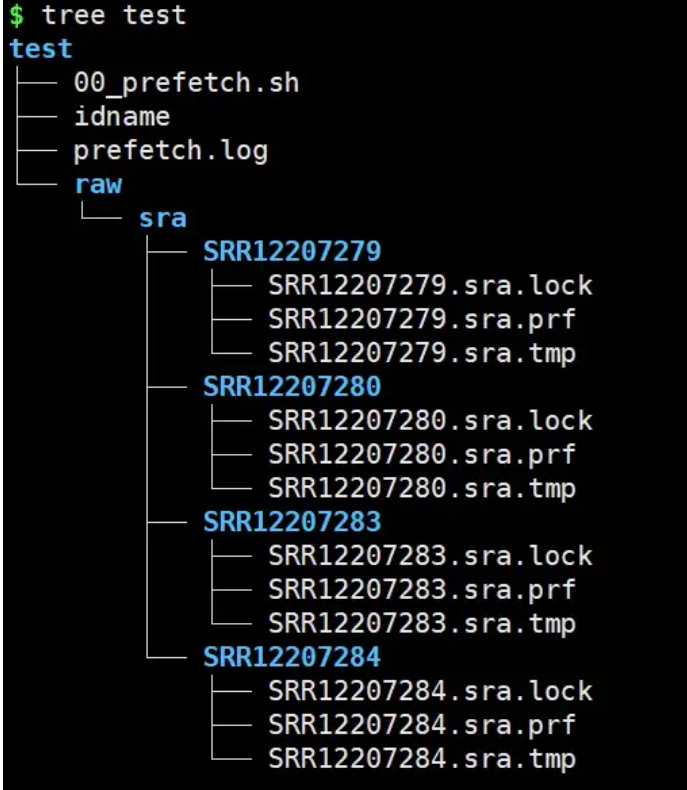 $ tree test
test
├── 00_prefetch.sh
├── idname
├── prefetch.log
└── raw
    └── sra
        ├── SRR12207279
        │   ├── SRR12207279.sra.lock
        │   ├── SRR12207279.sra.prf
        │   └── SRR12207279.sra.tmp
        ├── SRR12207280
        │   ├── SRR12207280.sra.lock
        │   ├── SRR12207280.sra.prf
        │   └── SRR12207280.sra.tmp
        ├── SRR12207283
        │   ├── SRR12207283.sra.lock
        │   ├── SRR12207283.sra.prf
        │   └── SRR12207283.sra.tmp
        └── SRR12207284
            ├── SRR12207284.sra.lock
            ├── SRR12207284.sra.prf
            └── SRR12207284.sra.tmp